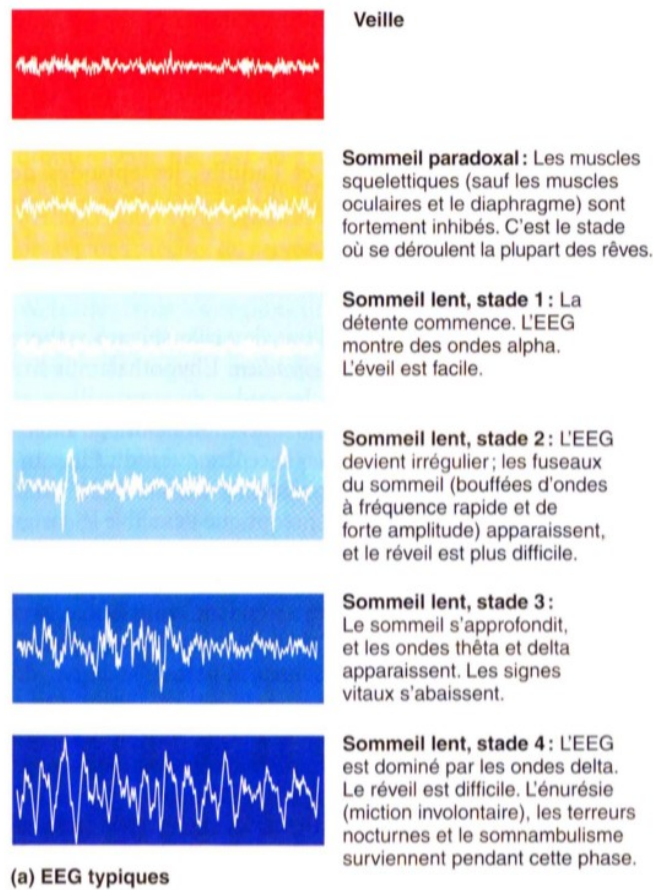 Veille
Sommeil paradoxal : Les muscles
squelettiques (sauf les muscles
oculaires et le diaphragme) sont
fortement inhibés. C'est le stade
où se déroulent la plupart des rêves.
Sommeil lent, stade 1 : La
détente commence. L'EEG
montre des ondes alpha.
L'éveil est facile.
Sommeil lent, stade 2 : L'EEG
devient irrégulier ; les fuseaux
du sommeil (bouffées d'ondes
à fréquence rapide et de
forte amplitude) apparaissent,
et le réveil est plus difficile.
Sommeil lent, stade 3 :
Le sommeil s'approfondit,
et les ondes thêta et delta
apparaissent. Les signes
vitaux s'abaissent.
Sommeil lent, stade 4 : L'EEG
est dominé par les ondes delta.
Le réveil est difficile. L'énurésie
(miction involontaire), les terreurs
nocturnes et le somnambulisme
surviennent pendant cette phase.
(a) EEG typiques